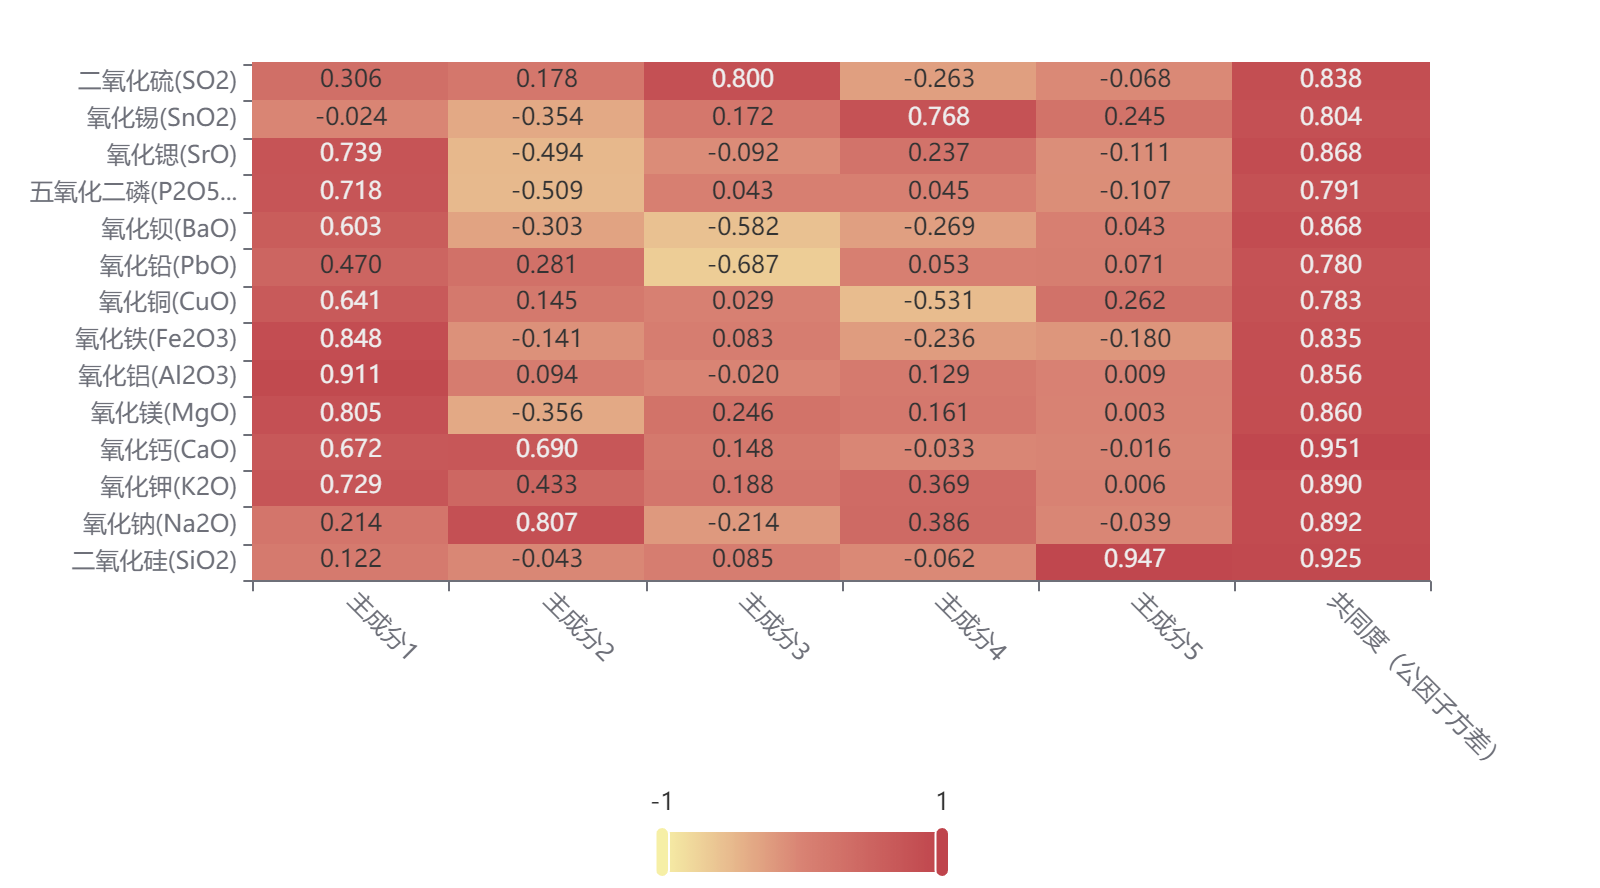 二氧化硫(SO2) 0.306 0.178 0.800 -0.263 -0.068 0.838
氧化锡(SnO2) -0.024 -0.354 0.172 0.768 0.245 0.804
氧化锶(SrO) 0.739 -0.494 -0.092 0.237 -0.111 0.868
五氧化二磷(P2O5... 0.718 -0.509 0.043 0.045 -0.107 0.791
氧化钡(BaO) 0.603 -0.303 -0.582 -0.269 0.043 0.868
氧化铅(PbO) 0.470 0.281 -0.687 0.053 0.071 0.780
氧化铜(CuO) 0.641 0.145 0.029 -0.531 0.262 0.783
氧化铁(Fe2O3) 0.848 -0.141 0.083 -0.236 -0.180 0.835
氧化铝(Al2O3) 0.911 0.094 -0.020 0.129 0.009 0.856
氧化镁(MgO) 0.805 -0.356 0.246 0.161 0.003 0.860
氧化钙(CaO) 0.672 0.690 0.148 -0.033 -0.016 0.951
氧化钾(K2O) 0.729 0.433 0.188 0.369 0.006 0.890
氧化钠(Na2O) 0.214 0.807 -0.214 0.386 -0.039 0.892
二氧化硅(SiO2) 0.122 -0.043 0.085 -0.062 0.947 0.925
主成分1 主成分2 主成分3 主成分4 主成分5 共同度（公因子方差）
-1 1